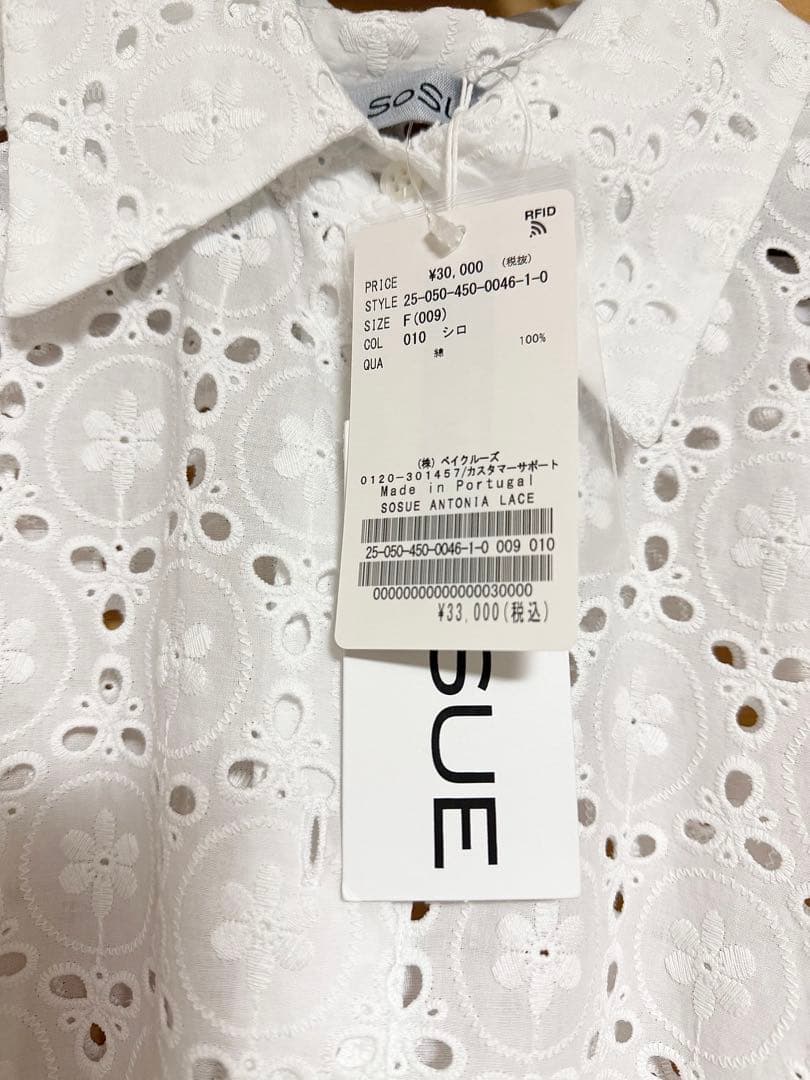 SOSU
RFID
PRICE ¥30,000 (税抜)
STYLE 25-050-450-0046-1-0
SIZE F(009)
COL 010 シロ
QUA 綿 100%
(株) ベイクルーズ
0120-301457/カスタマーサポート
Made in Portugal
SOSUE ANTONIA LACE
25-050-450-0046-1-0 009 010
00000000000000030000
¥33,000(税込)
SUE